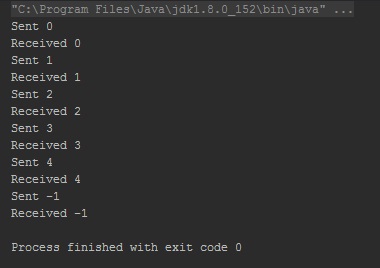 "C:\Program Files\Java\jdk1.8.0_152\bin\java" ...
Sent 0
Received 0
Sent 1
Received 1
Sent 2
Received 2
Sent 3
Received 3
Sent 4
Received 4
Sent -1
Received -1
Process finished with exit code 0